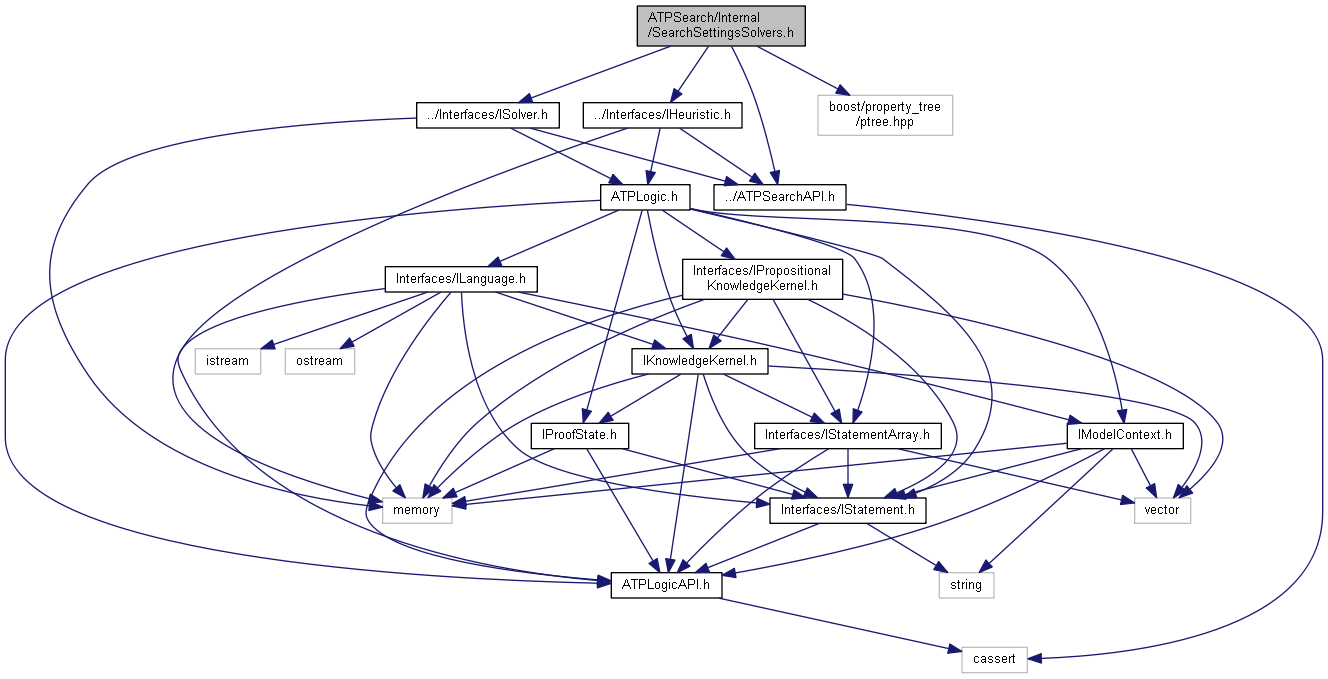 ATPSearch/Internal
/SearchSettingsSolvers.h
../Interfaces/ISolver.h
../Interfaces/IHeuristic.h
boost/property_tree
/ptree.hpp
ATPLogic.h
../ATPSearchAPI.h
Interfaces/ILanguage.h
Interfaces/IPropositional
KnowledgeKernel.h
istream
ostream
IKnowledgeKernel.h
IProofState.h
Interfaces/IStatementArray.h
IModelContext.h
memory
Interfaces/IStatement.h
vector
ATPLogicAPI.h
string
cassert